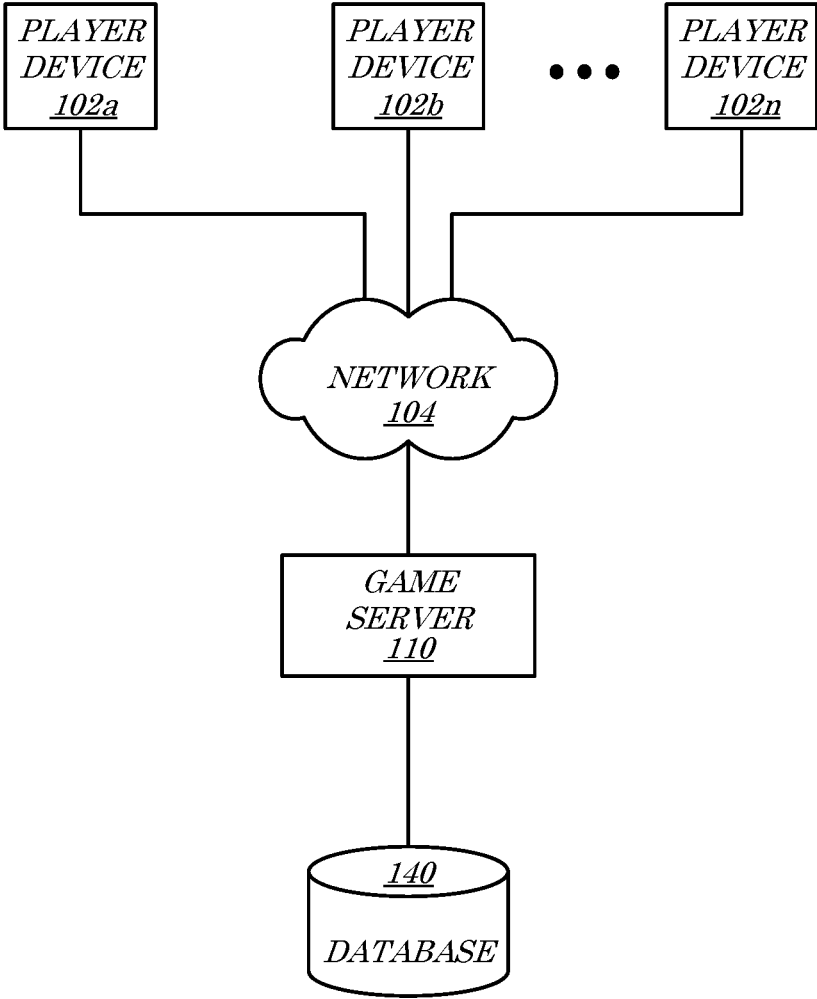 PLAYER
DEVICE
102a
PLAYER
DEVICE
102b
PLAYER
DEVICE
102n
NETWORK
104
GAME
SERVER
110
140
DATABASE